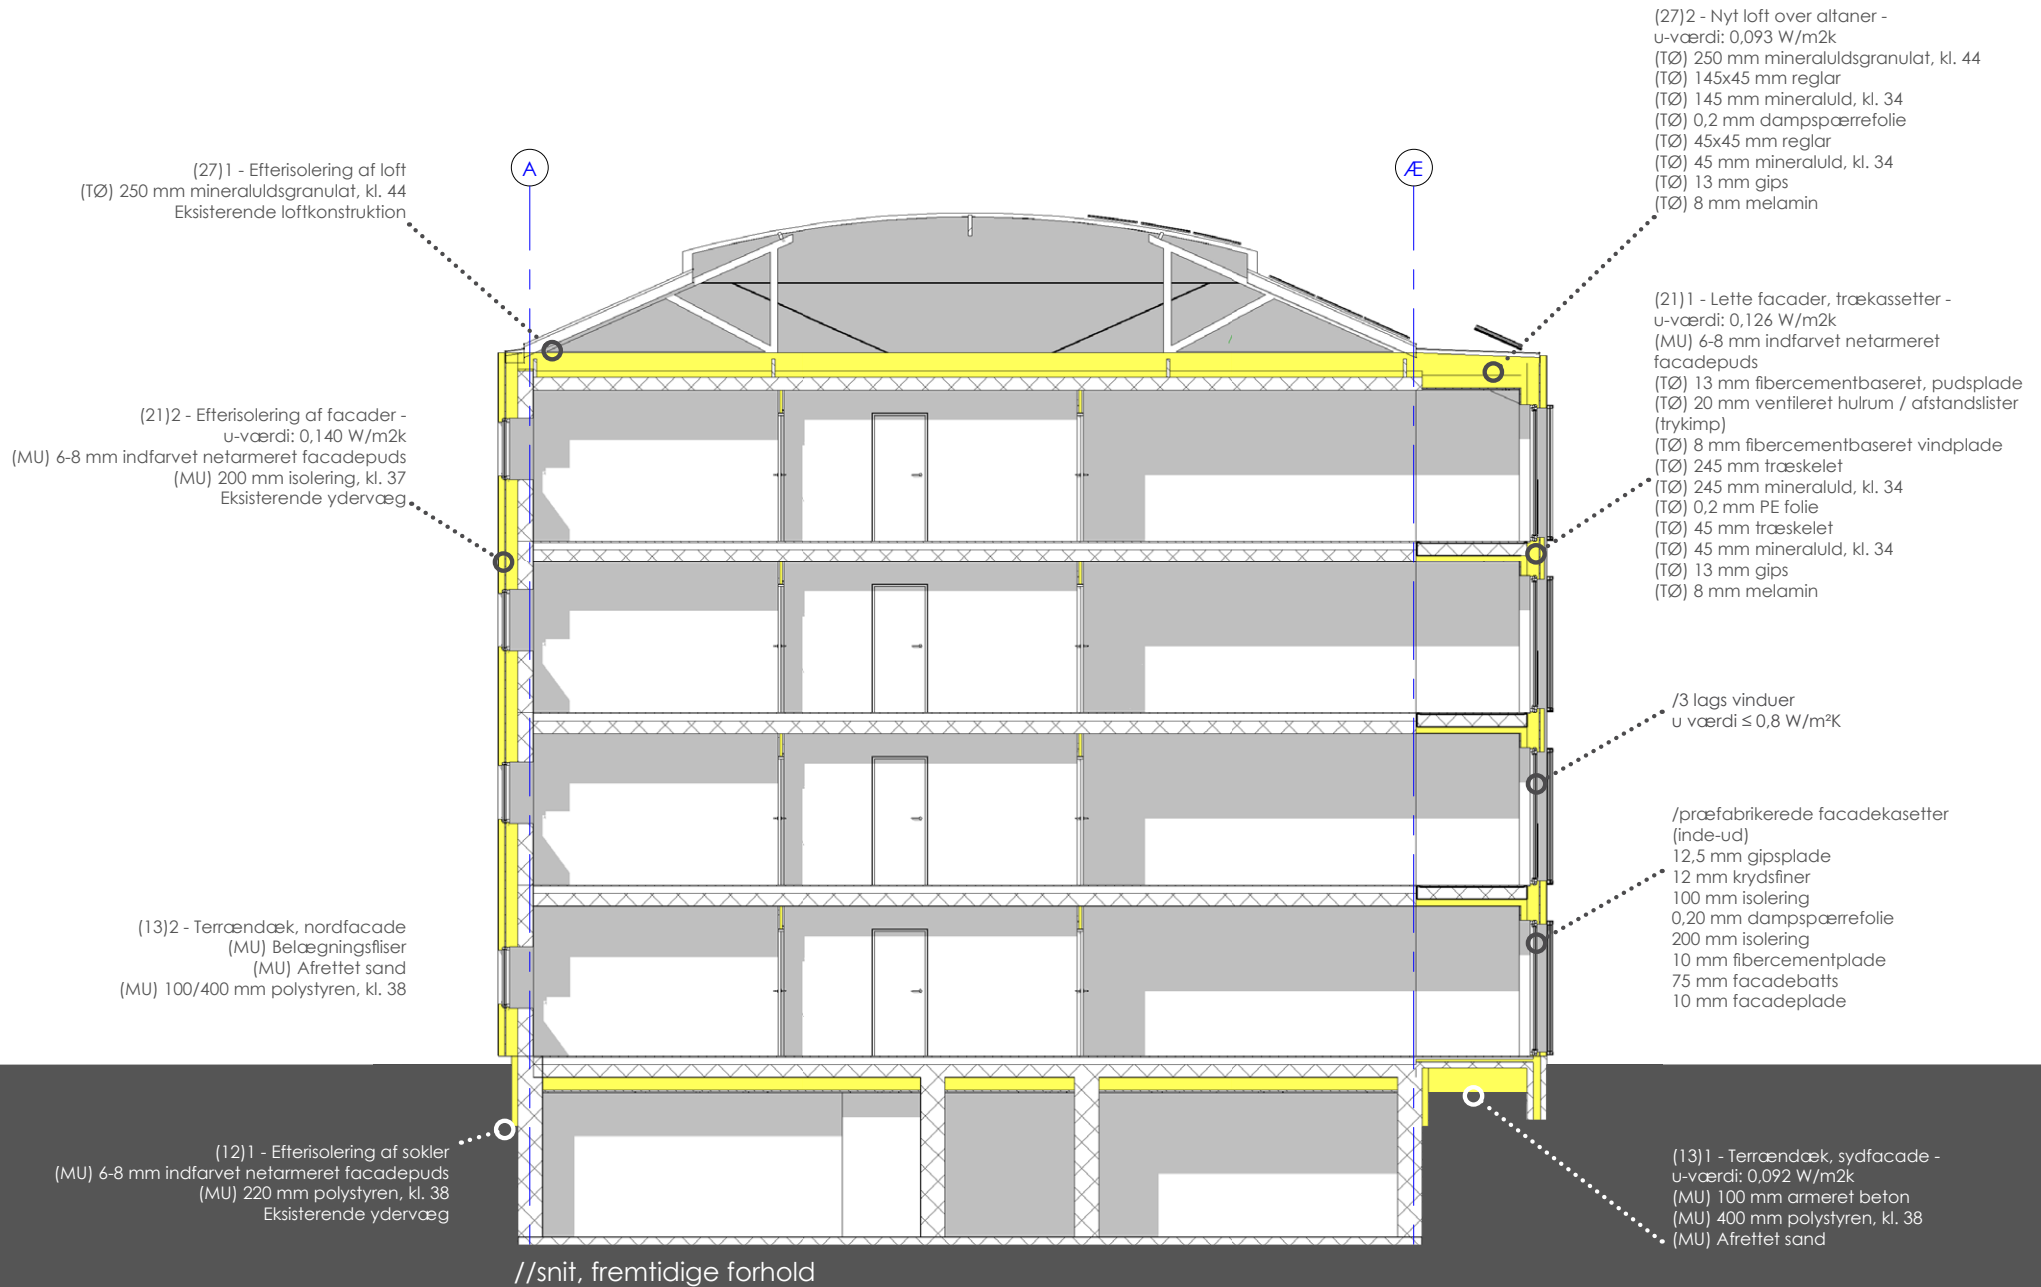 (27)1 - Efterisolering af loft
(TØ) 250 mm mineraluldsgranulat, kl. 44
Eksisterende loftkonstruktion
(21)2 - Efterisolering af facader -
u-værdi: 0,140 W/m2k
(MU) 6-8 mm indfarvet netarmeret facadepuds
(MU) 200 mm isolering, kl. 37
Eksisterende ydervæg
(13)2 - Terrændæk, nordfacade
(MU) Belægningsfliser
(MU) Afrettet sand
(MU) 100/400 mm polystyren, kl. 38
(12)1 - Efterisolering af sokler
(MU) 6-8 mm indfarvet netarmeret facadepuds
(MU) 220 mm polystyren, kl. 38
Eksisterende ydervæg
A
Æ
(27)2 - Nyt loft over altaner -
u-værdi: 0,093 W/m2k
(TØ) 250 mm mineraluldsgranulat, kl. 44
(TØ) 145x45 mm reglar
(TØ) 145 mm mineraluld, kl. 34
(TØ) 0,2 mm dampspærrefolie
(TØ) 45x45 mm reglar
(TØ) 45 mm mineraluld, kl. 34
(TØ) 13 mm gips
(TØ) 8 mm melamin
(21)1 - Lette facader, trækassetter -
u-værdi: 0,126 W/m2k
(MU) 6-8 mm indfarvet netarmeret
facadepuds
(TØ) 13 mm fibercementbaseret, pudsplade
(TØ) 20 mm ventileret hulrum / afstandslister
(trykimp)
(TØ) 8 mm fibercementbaseret vindplade
(TØ) 245 mm træskelet
(TØ) 245 mm mineraluld, kl. 34
(TØ) 0,2 mm PE folie
(TØ) 45 mm træskelet
(TØ) 45 mm mineraluld, kl. 34
(TØ) 13 mm gips
(TØ) 8 mm melamin
/3 lags vinduer
u værdi ≤ 0,8 W/m²K
/præfabrikerede facadekasetter
(inde-ud)
12,5 mm gipsplade
12 mm krydsfiner
100 mm isolering
0,20 mm dampspærrefolie
200 mm isolering
10 mm fibercementplade
75 mm facadebatts
10 mm facadeplade
(13)1 - Terrændæk, sydfacade -
u-værdi: 0,092 W/m2k
(MU) 100 mm armeret beton
(MU) 400 mm polystyren, kl. 38
(MU) Afrettet sand
//snit, fremtidige forhold